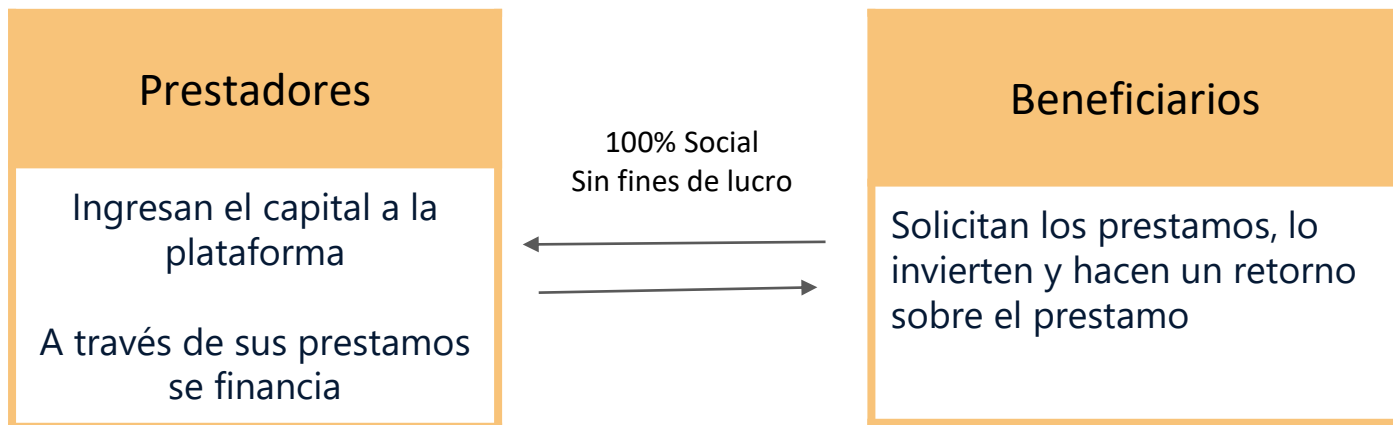 Prestadores
Ingresan el capital a la
plataforma
A través de sus prestamos
se financia
100% Social
Sin fines de lucro
Beneficiarios
Solicitan los prestamos, lo
invierten y hacen un retorno
sobre el prestamo